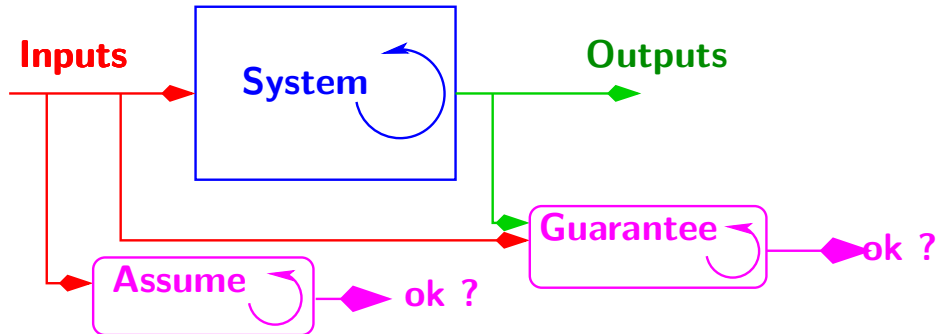 Inputs
System
Outputs
Guarantee
ok ?
Assume
ok ?